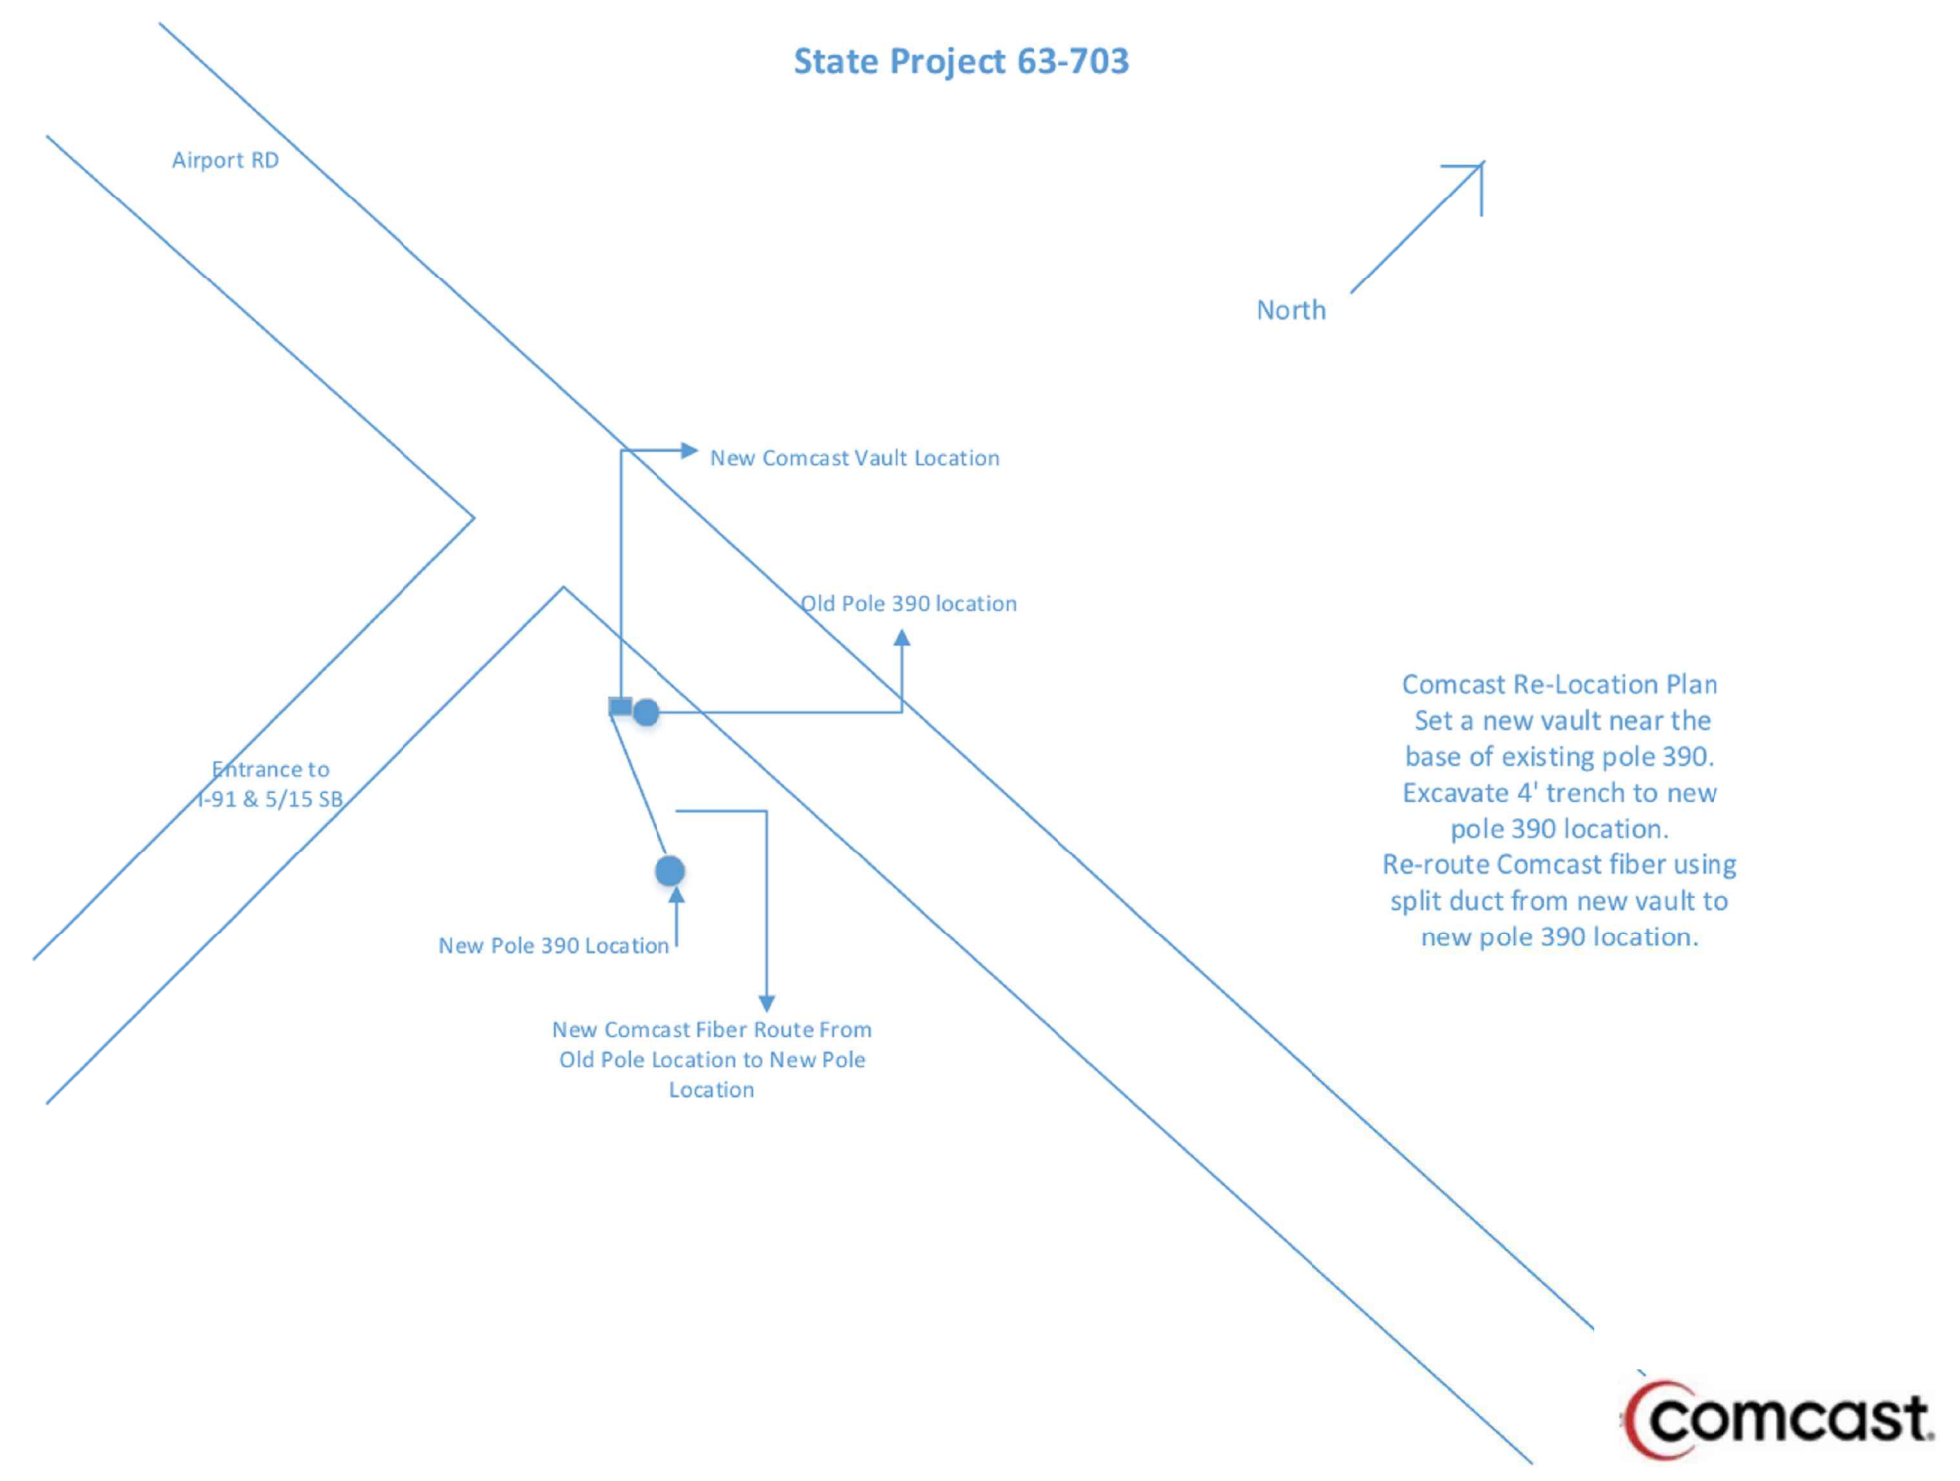 State Project 63-703
Airport RD
North
New Comcast Vault Location
Old Pole 390 location
Comcast Re-Location Plan
Set a new vault near the
base of existing pole 390.
Excavate 4' trench to new
pole 390 location.
Re-route Comcast fiber using
split duct from new vault to
new pole 390 location.
Entrance to
I-91 & 5/15 SB
New Pole 390 Location
New Comcast Fiber Route From
Old Pole Location to New Pole
Location
comcast.